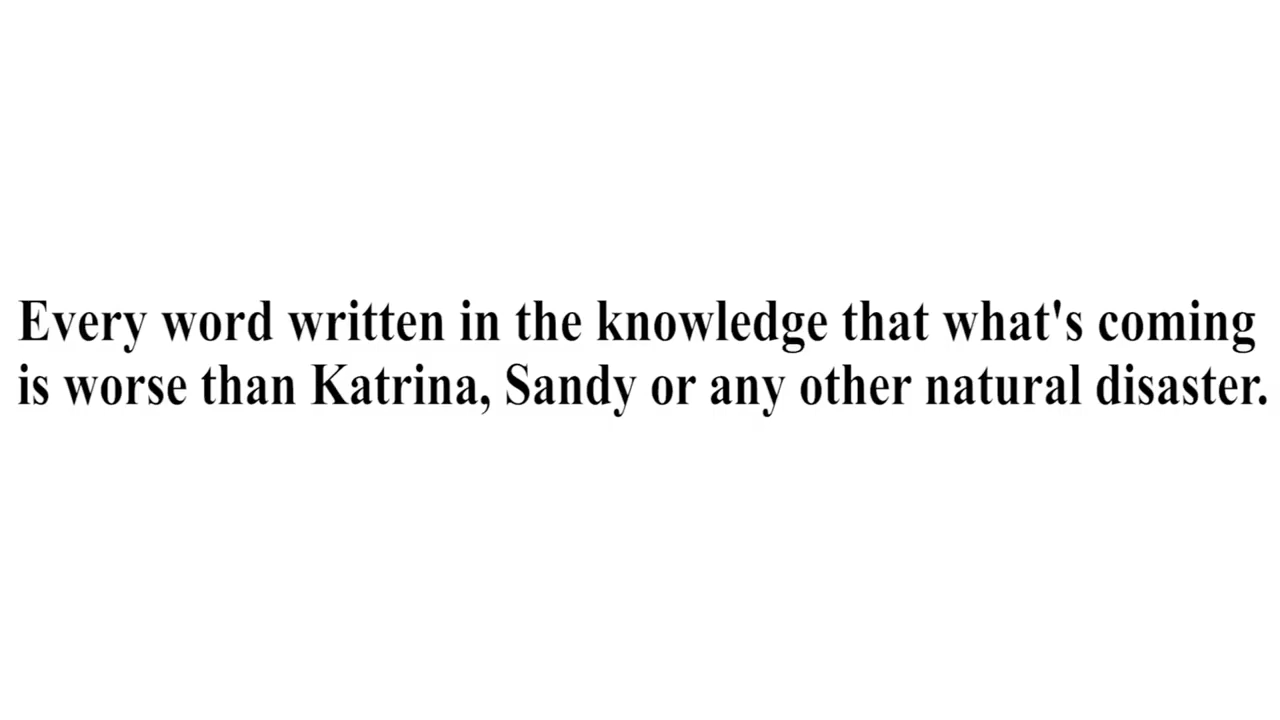 Every word written in the knowledge that what's coming
is worse than Katrina, Sandy or any other natural disaster.